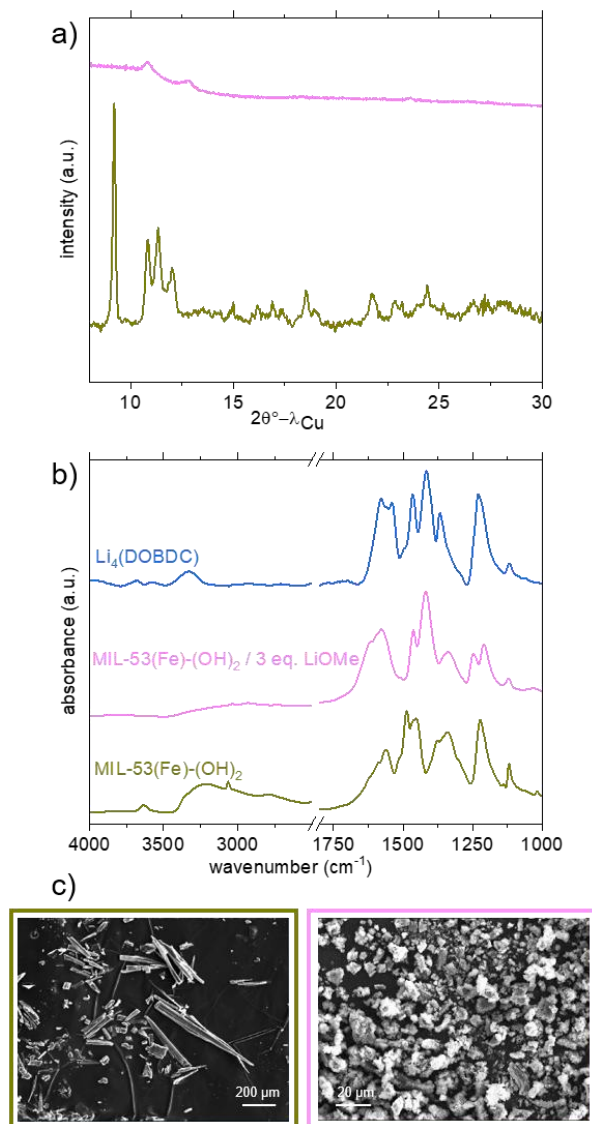 a)
intensity (a.u.)
10 15 20 25 30
2θ°−λCu
b)
absorbance (a.u.)
Li4(DOBDC)
MIL-53(Fe)-(OH)2 / 3 eq. LiOMe
MIL-53(Fe)-(OH)2
4000 3500 3000 1750 1500 1250 1000
wavenumber (cm-1)
c)
200 µm
20 µm